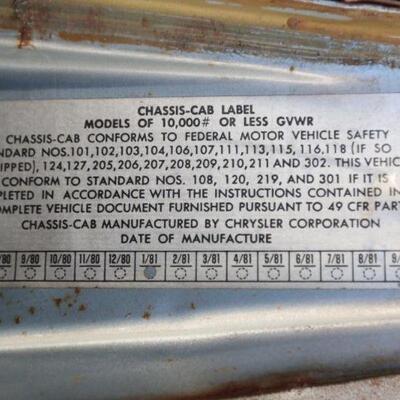 CHASSIS-CAB LABEL
MODELS OF 10,000# OR LESS GVWR
CHASSIS-CAB CONFORMS TO FEDERAL MOTOR VEHICLE SAFETY
NDARD NOS.101,102,103,104,106,107,111,113,115, 116,118 (IF SO
IPPED), 124,127,205,206,207,208,209,210,211 AND 302. THIS VEHIC
CONFORM TO STANDARD NOS. 108, 120, 219, AND 301 IF IT IS
PLETED IN ACCORDANCE WITH THE INSTRUCTIONS CONTAINED IN
OMPLETE VEHICLE DOCUMENT FURNISHED PURSUANT TO 49 CFR PART
CHASSIS-CAB MANUFACTURED BY CHRYSLER CORPORATION
DATE OF MANUFACTURE
/80 9/80 10/80 11/80 12/80 1/81 2/81 3/81 4/81 5/81 6/81 7/81 8/81 9/